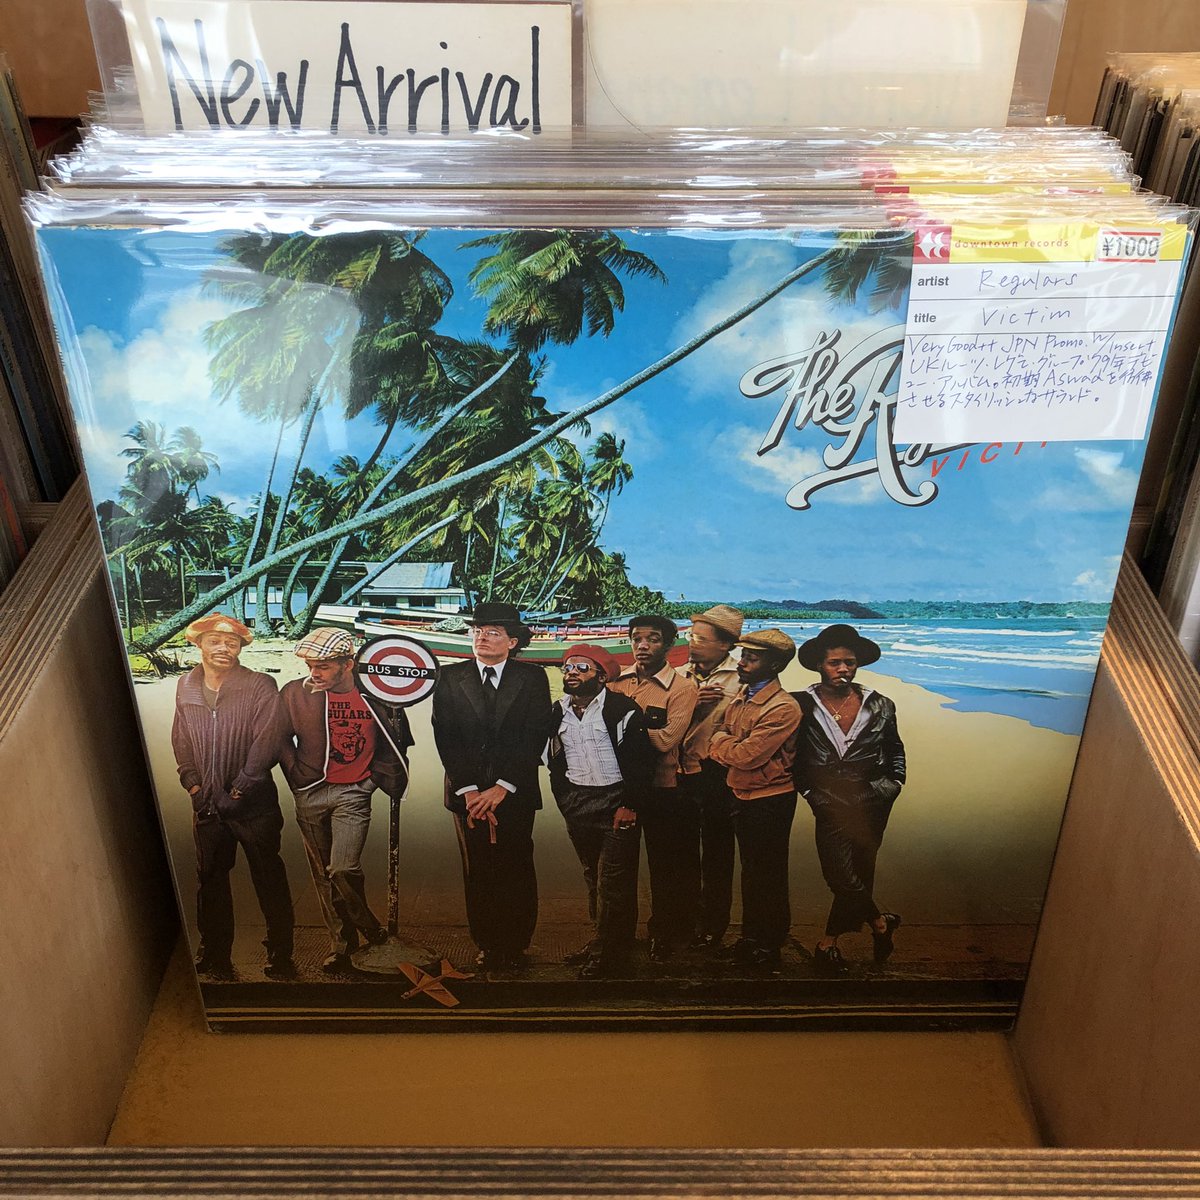 New Arrival
downtown records
¥1000
artist Regulars
title Victim
Very Good++ JPN Promo. W/insert
UKルーツ・レゲエ・グループ'79年デビ
ュー・アルバム。初期Aswadを彷彿
させるスタイリッシュなサウンド。
The R
VICTI
BUS STOP
THE
GULARS